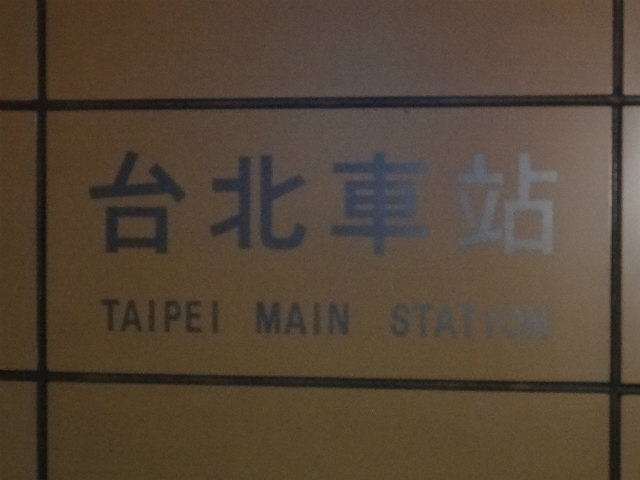 台北車站
TAIPEI MAIN STATION